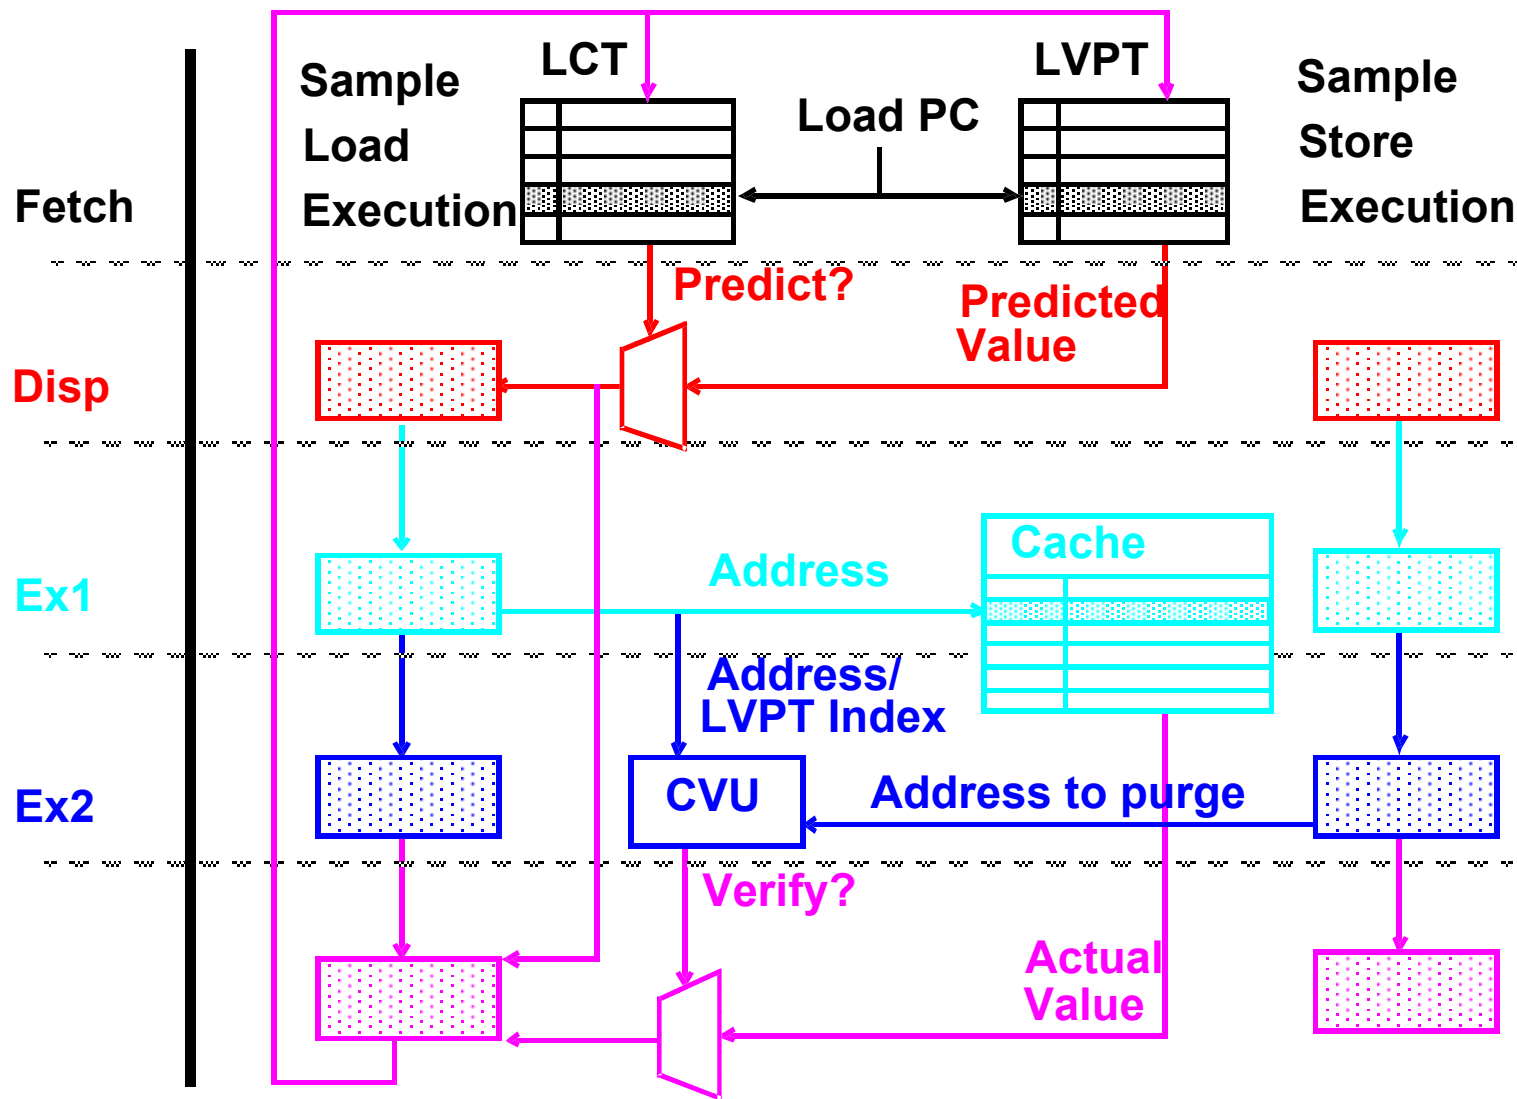 LCT
LVPT
Sample
Load
Execution
Load PC
Sample
Store
Execution
Fetch
Predict?
Predicted
Value
Disp
Cache
Address
Ex1
Address/
LVPT Index
CVU
Address to purge
Ex2
Verify?
Actual
Value